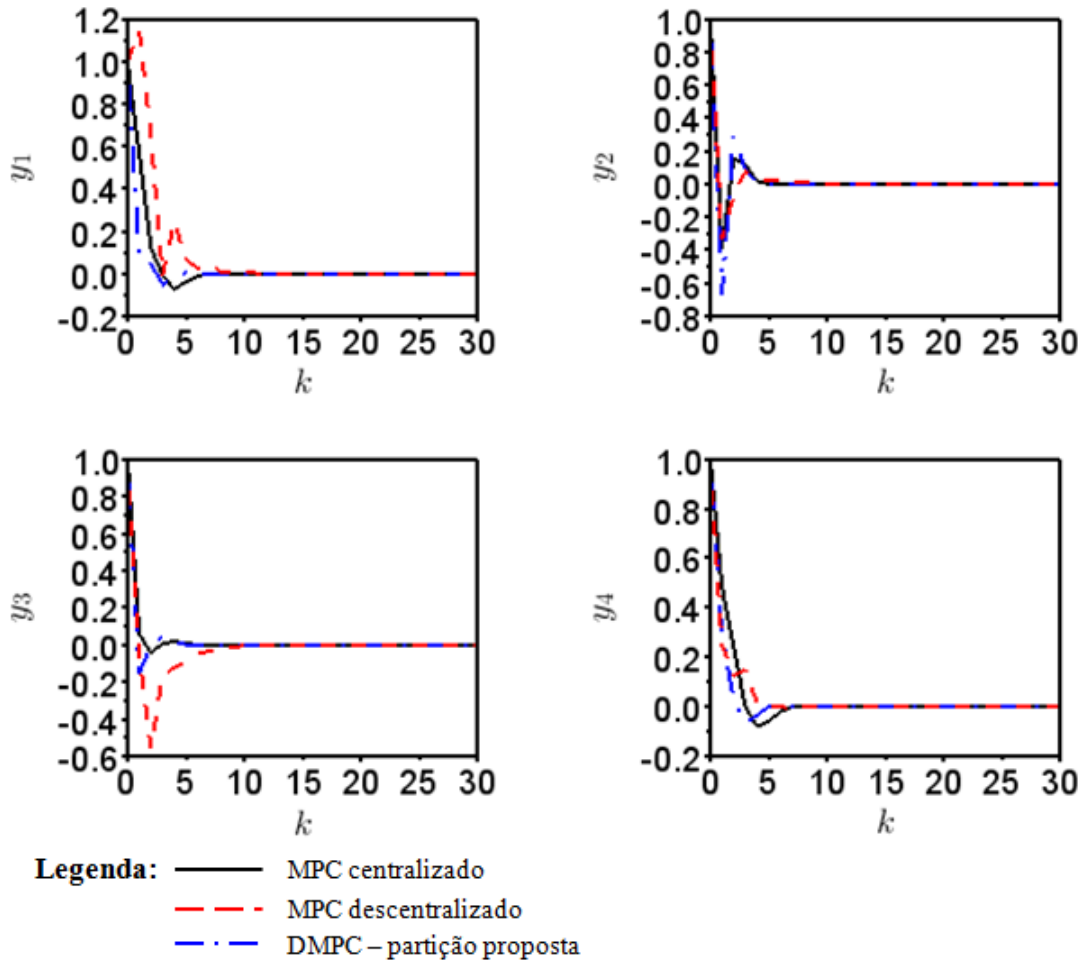 1.2
1.0
0.8
0.6
0.4
0.2
0.0
-0.2
y1
0 5 10 15 20 25 30
k
1.0
0.8
0.6
0.4
0.2
0.0
-0.2
-0.4
-0.6
-0.8
y2
0 5 10 15 20 25 30
k
1.0
0.8
0.6
0.4
0.2
0.0
-0.2
-0.4
-0.6
y3
0 5 10 15 20 25 30
k
1.0
0.8
0.6
0.4
0.2
0.0
-0.2
y4
0 5 10 15 20 25 30
k
Legenda: MPC centralizado
MPC descentralizado
DMPC – partição proposta